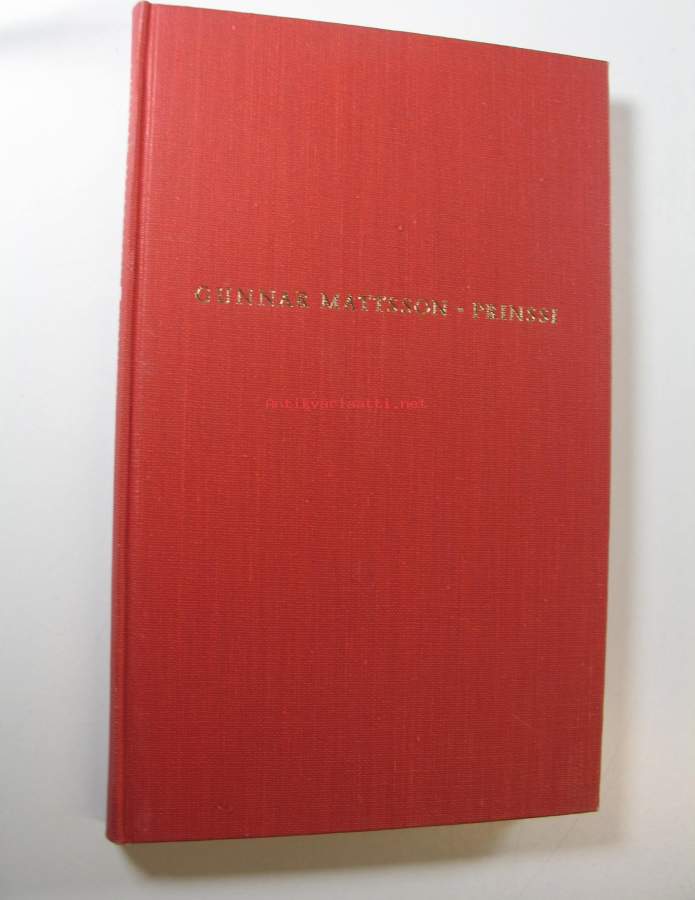 GUNNAR MATTSSON - PRINSSI
Antikvariaatti.net